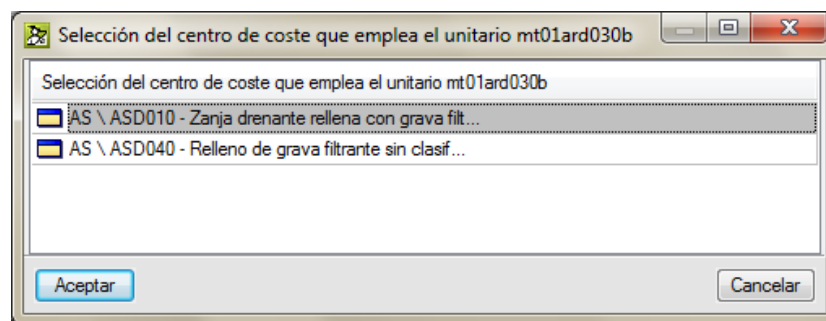 Selección del centro de coste que emplea el unitario mt01ard030b
Selección del centro de coste que emplea el unitario mt01ard030b
AS \ ASD010 - Zanja drenante rellena con grava filt...
AS \ ASD040 - Relleno de grava filtrante sin clasif...
Aceptar
Cancelar